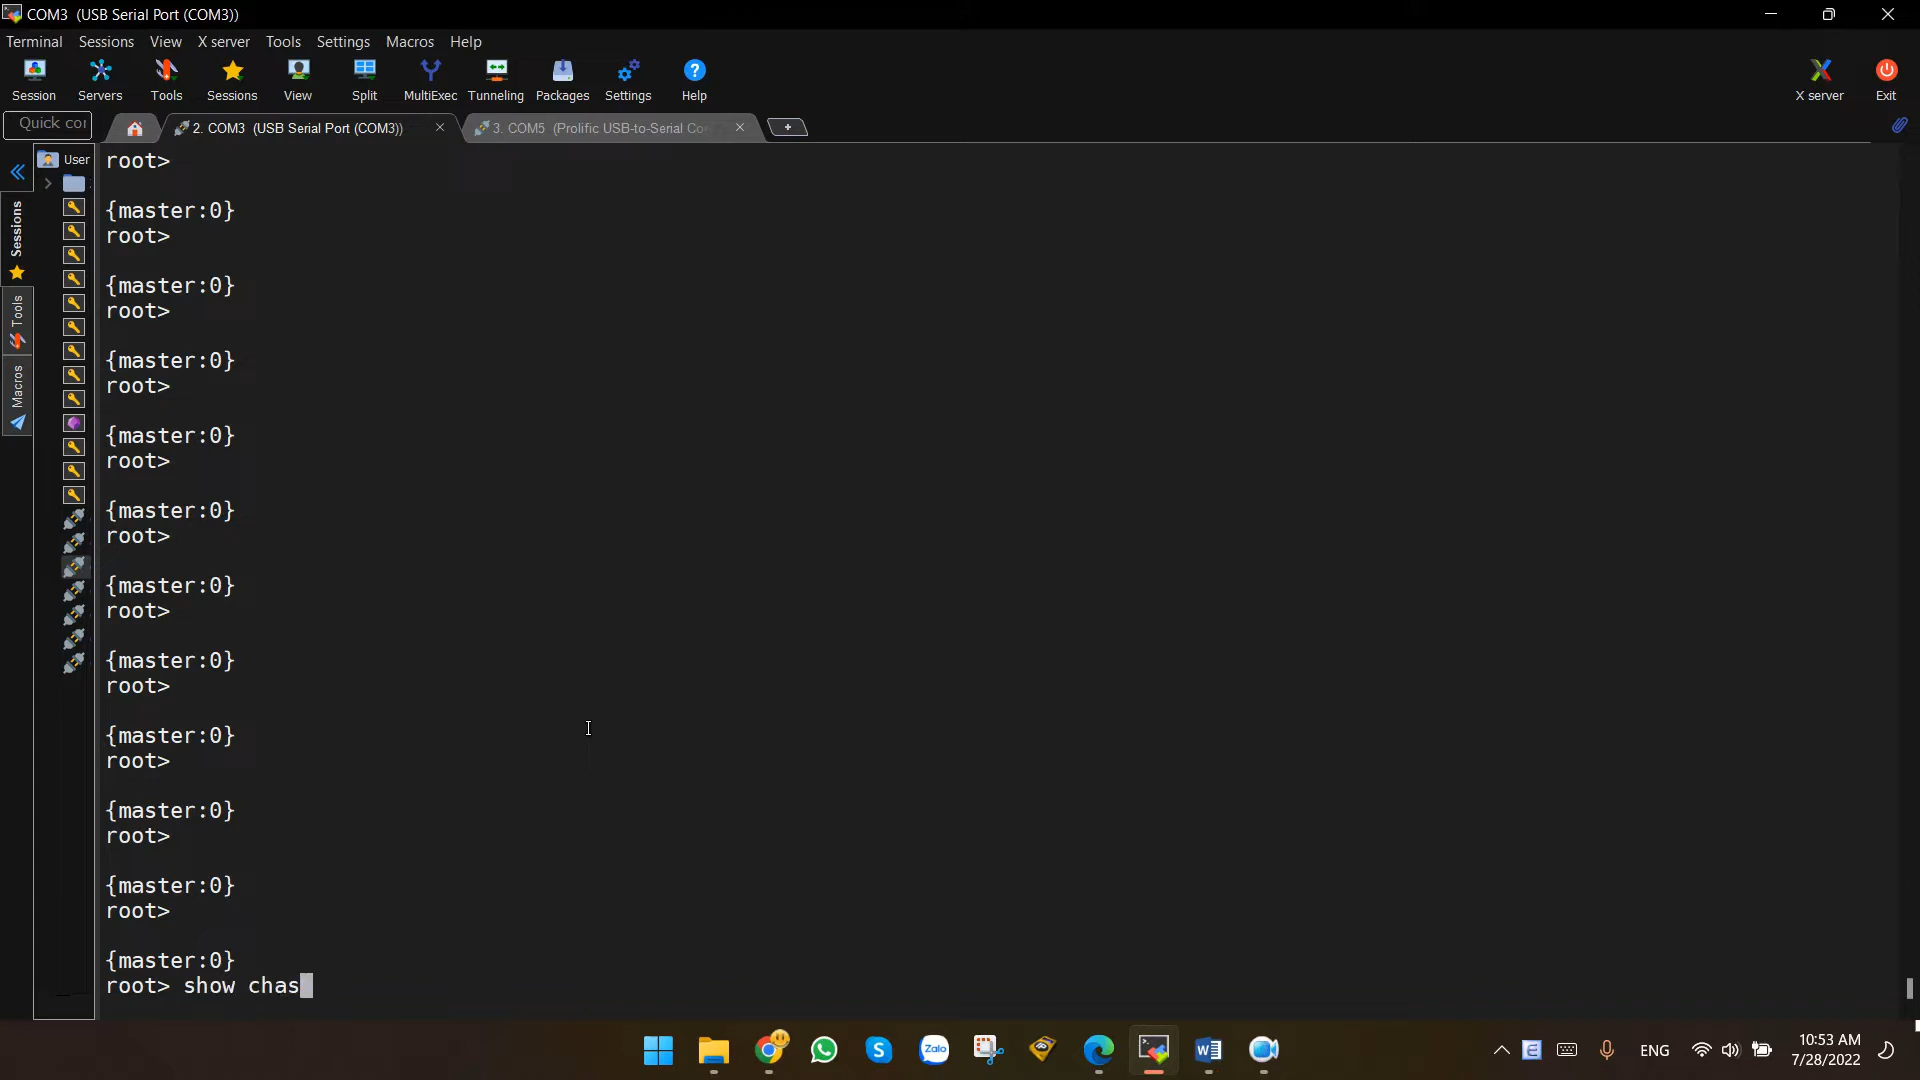 COM3 (USB Serial Port (COM3))
Terminal Sessions View X server Tools Settings Macros Help
Session Servers Tools Sessions View Split MultiExec Tunneling Packages Settings Help X server Exit
Quick con
2. COM3 (USB Serial Port (COM3))
3. COM5 (Prolific USB-to-Serial Co
User
Sessions
Tools
Macros
root>
{master:0}
root>
{master:0}
root>
{master:0}
root>
{master:0}
root>
{master:0}
root>
{master:0}
root>
{master:0}
root>
{master:0}
root>
{master:0}
root>
{master:0}
root>
{master:0}
root> show chas
Zalo
ENG
10:53 AM
7/28/2022